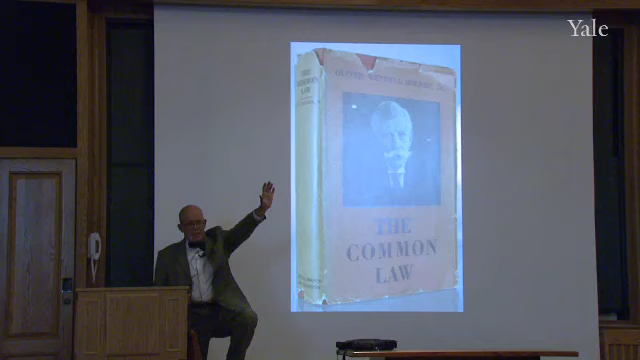 Yale
OLIVER WENDELL HOLMES, JR.
THE
COMMON
LAW